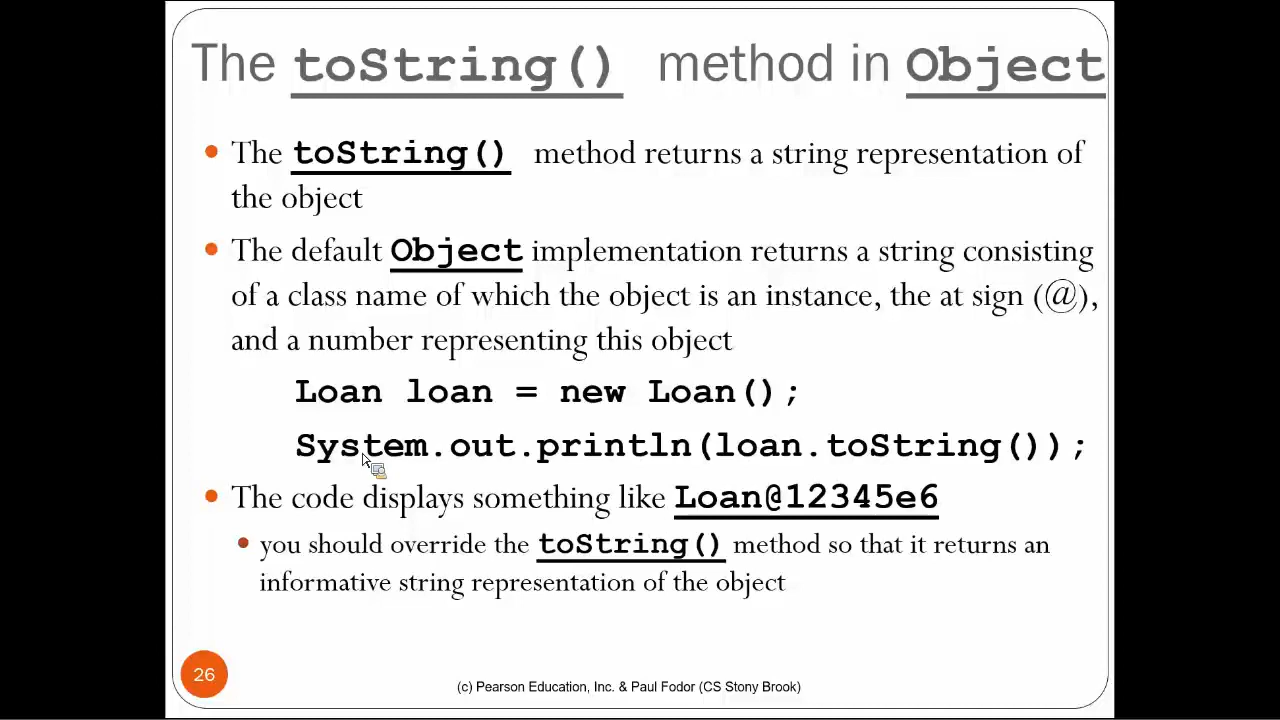 The toString() method in Object
The toString() method returns a string representation of
the object
The default Object implementation returns a string consisting
of a class name of which the object is an instance, the at sign (@),
and a number representing this object
Loan loan = new Loan();
System.out.println(loan.toString());
The code displays something like Loan@12345e6
you should override the toString() method so that it returns an
informative string representation of the object
26
(c) Pearson Education, Inc. & Paul Fodor (CS Stony Brook)